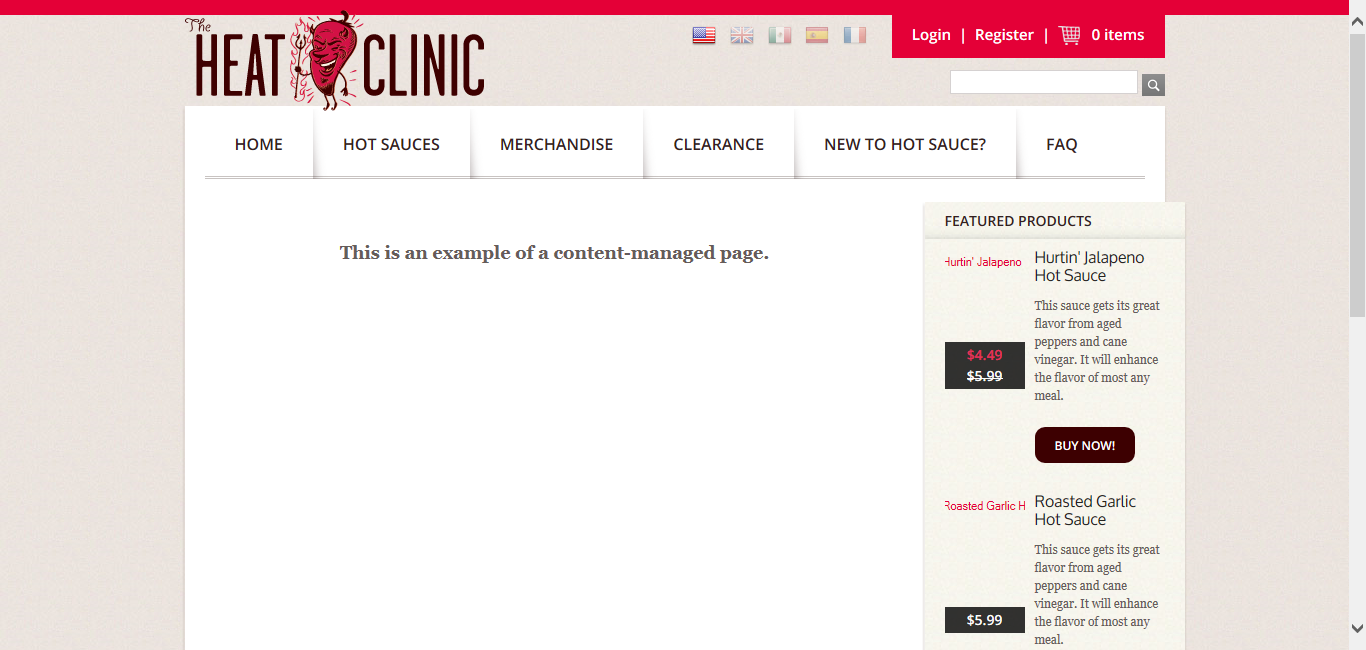 The
HEAT CLINIC
Login | Register | 0 items
HOME HOT SAUCES MERCHANDISE CLEARANCE NEW TO HOT SAUCE? FAQ
This is an example of a content-managed page.
FEATURED PRODUCTS
Hurtin' Jalapeno
$4.49
$5.99
Hurtin' Jalapeno
Hot Sauce
This sauce gets its great
flavor from aged
peppers and cane
vinegar. It will enhance
the flavor of most any
meal.
BUY NOW!
Roasted Garlic H
$5.99
Roasted Garlic
Hot Sauce
This sauce gets its great
flavor from aged
peppers and cane
vinegar. It will enhance
the flavor of most any
meal.